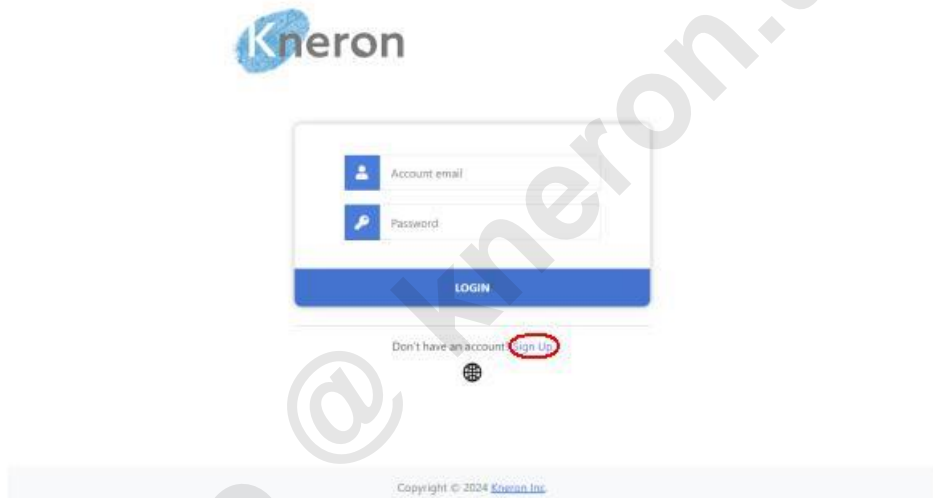 Kneron
Account email
Password
LOGIN
Don't have an account? Sign Up.
Copyright © 2024 Kneron Inc.
@ kneron.